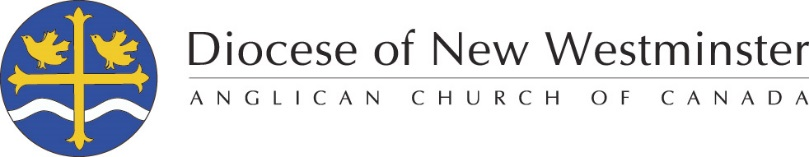 Diocese of New Westminster
ANGLICAN CHURCH OF CANADA